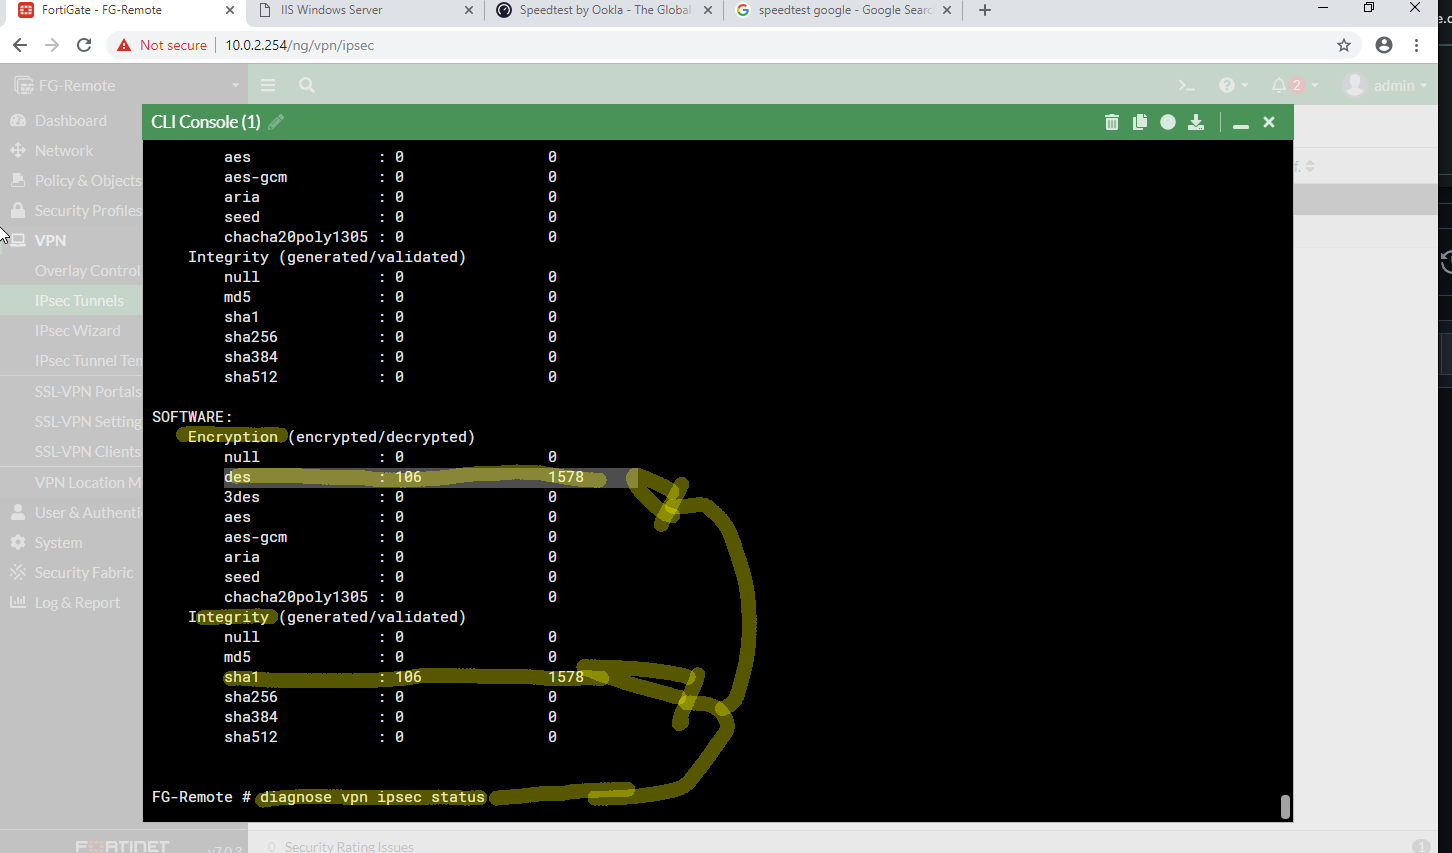 FortiGate - FG-Remote
IIS Windows Server
Speedtest by Ookla - The Global
speedtest google - Google Searc
Not secure
10.0.2.254/ng/vpn/ipsec
FG-Remote
2
admin
CLI Console (1)
Dashboard
Network
Policy & Objects
Security Profiles
VPN
Overlay Control
IPsec Tunnels
IPsec Wizard
IPsec Tunnel Tem
SSL-VPN Portals
SSL-VPN Setting
SSL-VPN Clients
VPN Location M
User & Authenti
System
Security Fabric
Log & Report
FORTINET v7.0.3
aes : 0 0
aes-gcm : 0 0
aria : 0 0
seed : 0 0
chacha20poly1305 : 0 0
Integrity (generated/validated)
null : 0 0
md5 : 0 0
sha1 : 0 0
sha256 : 0 0
sha384 : 0 0
sha512 : 0 0
SOFTWARE:
Encryption (encrypted/decrypted)
null : 0 0
des : 106 1578
3des : 0 0
aes : 0 0
aes-gcm : 0 0
aria : 0 0
seed : 0 0
chacha20poly1305 : 0 0
Integrity (generated/validated)
null : 0 0
md5 : 0 0
sha1 : 106 1578
sha256 : 0 0
sha384 : 0 0
sha512 : 0 0
FG-Remote # diagnose vpn ipsec status
0 Security Rating Issues
1